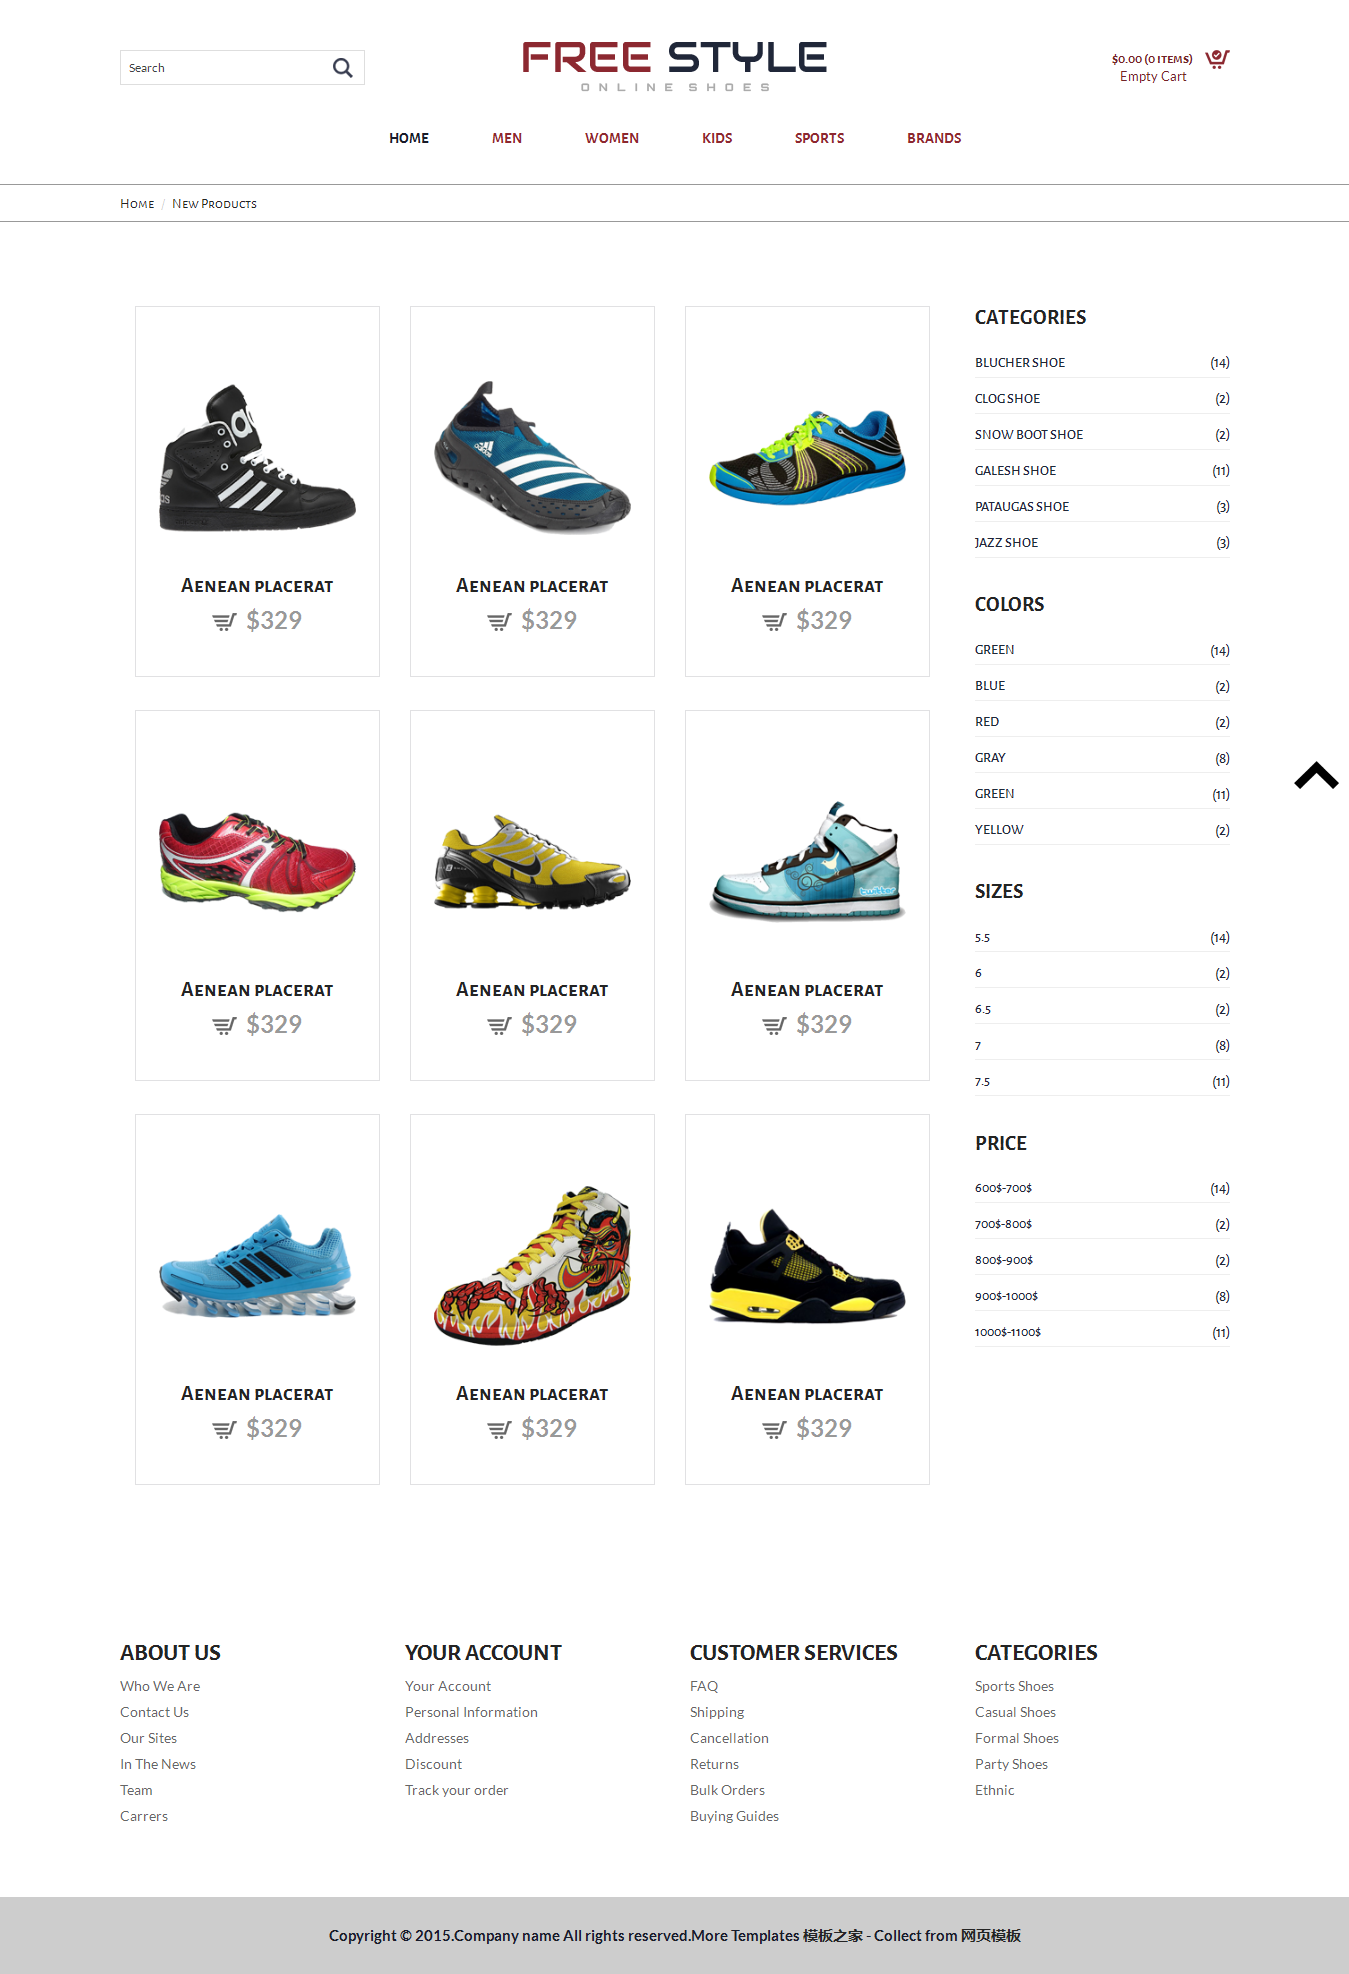 Search
FREE STYLE
ONLINE SHOES
$0.00 (0 items)
Empty Cart
HOME MEN WOMEN KIDS SPORTS BRANDS
Home / New Products
CATEGORIES
BLUCHER SHOE (14)
CLOG SHOE (2)
SNOW BOOT SHOE (2)
GALESH SHOE (11)
PATAUGAS SHOE (3)
JAZZ SHOE (3)
COLORS
GREEN (14)
BLUE (2)
RED (2)
GRAY (8)
GREEN (11)
YELLOW (2)
SIZES
5.5 (14)
6 (2)
6.5 (2)
7 (8)
7.5 (11)
PRICE
600$-700$ (14)
700$-800$ (2)
800$-900$ (2)
900$-1000$ (8)
1000$-1100$ (11)
adidas
Aenean placerat Aenean placerat Aenean placerat
$329 $329 $329
twitter
Aenean placerat Aenean placerat Aenean placerat
$329 $329 $329
Aenean placerat Aenean placerat Aenean placerat
$329 $329 $329
ABOUT US
Who We Are
Contact Us
Our Sites
In The News
Team
Carrers
YOUR ACCOUNT
Your Account
Personal Information
Addresses
Discount
Track your order
CUSTOMER SERVICES
FAQ
Shipping
Cancellation
Returns
Bulk Orders
Buying Guides
CATEGORIES
Sports Shoes
Casual Shoes
Formal Shoes
Party Shoes
Ethnic
Copyright © 2015.Company name All rights reserved.More Templates 模板之家 - Collect from 网页模板